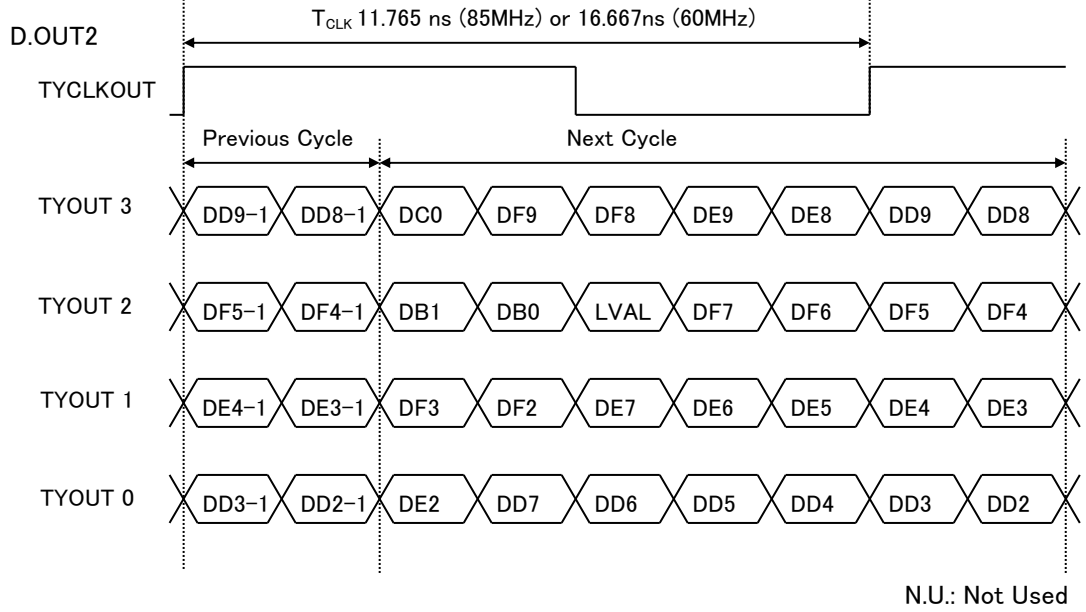 T_CLK 11.765 ns (85MHz) or 16.667ns (60MHz)
D.OUT2
TYCLKOUT
Previous Cycle Next Cycle
TYOUT 3 DD9-1 DD8-1 DC0 DF9 DF8 DE9 DE8 DD9 DD8
TYOUT 2 DF5-1 DF4-1 DB1 DB0 LVAL DF7 DF6 DF5 DF4
TYOUT 1 DE4-1 DE3-1 DF3 DF2 DE7 DE6 DE5 DE4 DE3
TYOUT 0 DD3-1 DD2-1 DE2 DD7 DD6 DD5 DD4 DD3 DD2
N.U.: Not Used